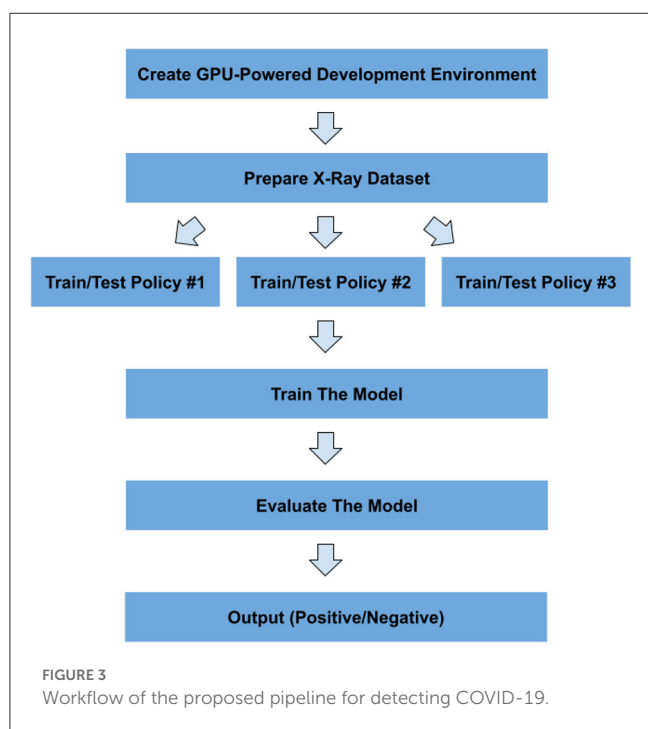 Create GPU-Powered Development Environment
Prepare X-Ray Dataset
Train/Test Policy #1
Train/Test Policy #2
Train/Test Policy #3
Train The Model
Evaluate The Model
Output (Positive/Negative)
FIGURE 3
Workflow of the proposed pipeline for detecting COVID-19.